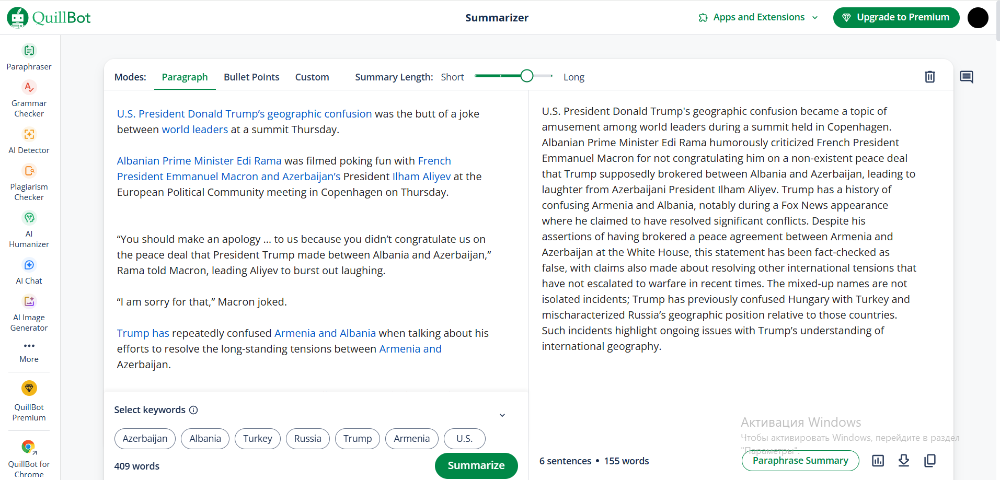 QuillBot
Summarizer
Apps and Extensions
Upgrade to Premium
Paraphraser
Grammar
Checker
AI Detector
Plagiarism
Checker
AI
Humanizer
AI Chat
AI Image
Generator
More
QuillBot
Premium
QuillBot for
Chrome
Modes:
Paragraph
Bullet Points
Custom
Summary Length:
Short
Long
U.S. President Donald Trump’s geographic confusion was the butt of a joke
between world leaders at a summit Thursday.
Albanian Prime Minister Edi Rama was filmed poking fun with French
President Emmanuel Macron and Azerbaijan’s President Ilham Aliyev at the
European Political Community meeting in Copenhagen on Thursday.
“You should make an apology ... to us because you didn’t congratulate us on
the peace deal that President Trump made between Albania and Azerbaijan,”
Rama told Macron, leading Aliyev to burst out laughing.
“I am sorry for that,” Macron joked.
Trump has repeatedly confused Armenia and Albania when talking about his
efforts to resolve the long-standing tensions between Armenia and
Azerbaijan.
Select keywords
Azerbaijan
Albania
Turkey
Russia
Trump
Armenia
U.S.
409 words
Summarize
U.S. President Donald Trump's geographic confusion became a topic of
amusement among world leaders during a summit held in Copenhagen.
Albanian Prime Minister Edi Rama humorously criticized French President
Emmanuel Macron for not congratulating him on a non-existent peace deal
that Trump supposedly brokered between Albania and Azerbaijan, leading to
laughter from Azerbaijani President Ilham Aliyev. Trump has a history of
confusing Armenia and Albania, notably during a Fox News appearance
where he claimed to have resolved significant conflicts. Despite his
assertions of having brokered a peace agreement between Armenia and
Azerbaijan at the White House, this statement has been fact-checked as
false, with claims also made about resolving other international tensions that
have not escalated to warfare in recent times. The mixed-up names are not
isolated incidents; Trump has previously confused Hungary with Turkey and
mischaracterized Russia’s geographic position relative to those countries.
Such incidents highlight ongoing issues with Trump’s understanding of
international geography.
Активация Windows
Чтобы активировать Windows, перейдите в раздел
"Параметры".
6 sentences • 155 words
Paraphrase Summary